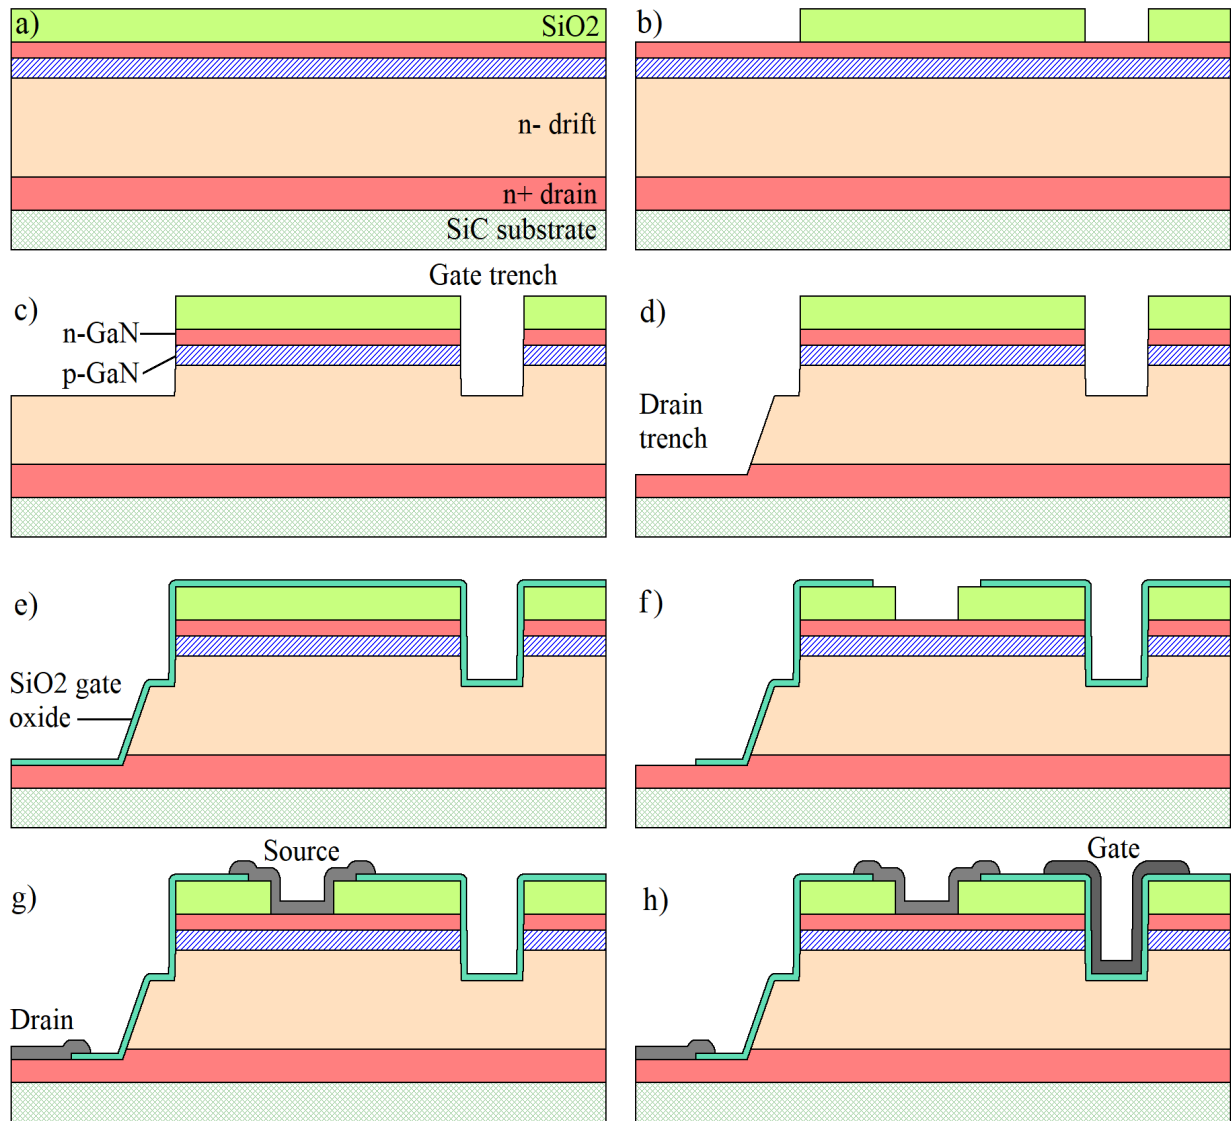 a)
SiO2
n- drift
n+ drain
SiC substrate
b)
c)
Gate trench
n-GaN
p-GaN
d)
Drain
trench
e)
SiO2 gate
oxide
f)
g)
Source
Drain
h)
Gate